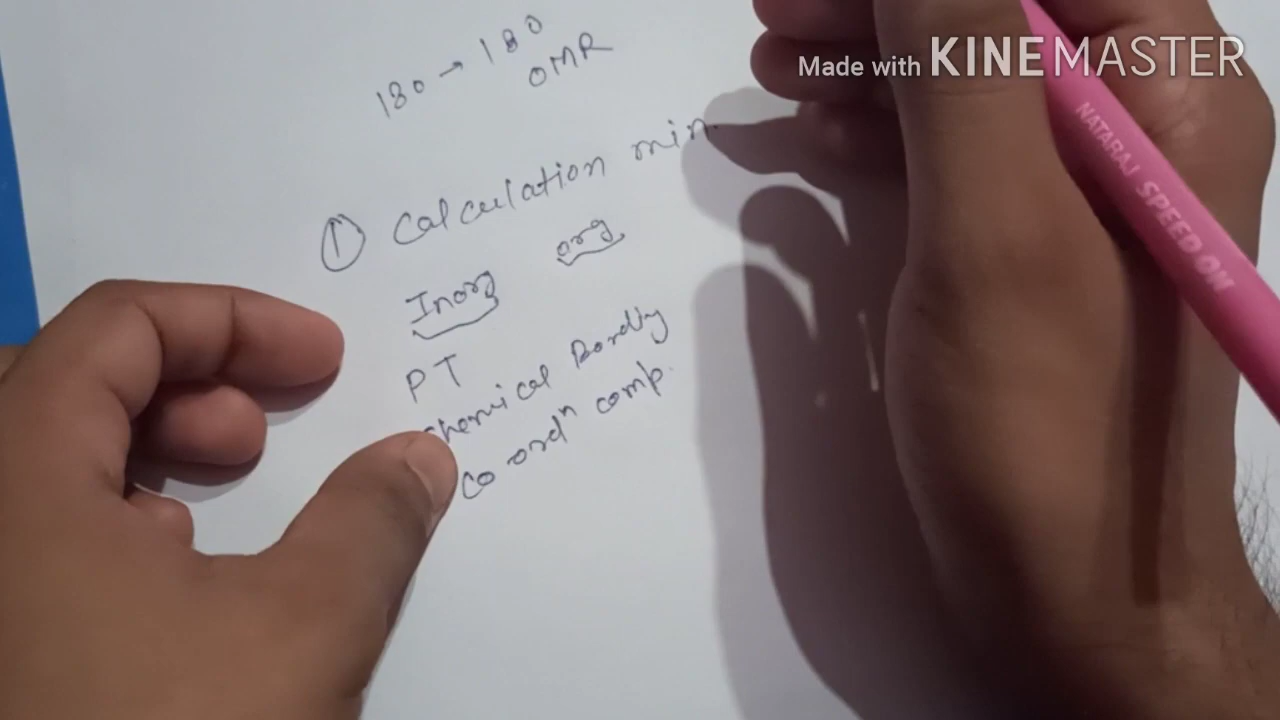 180 → 180
OMR
Made with KINEMASTER
① Calculation min.
Inorg org
PT
Chemical Bonding
Co ordn comp.
NATARAJ SPEED OM